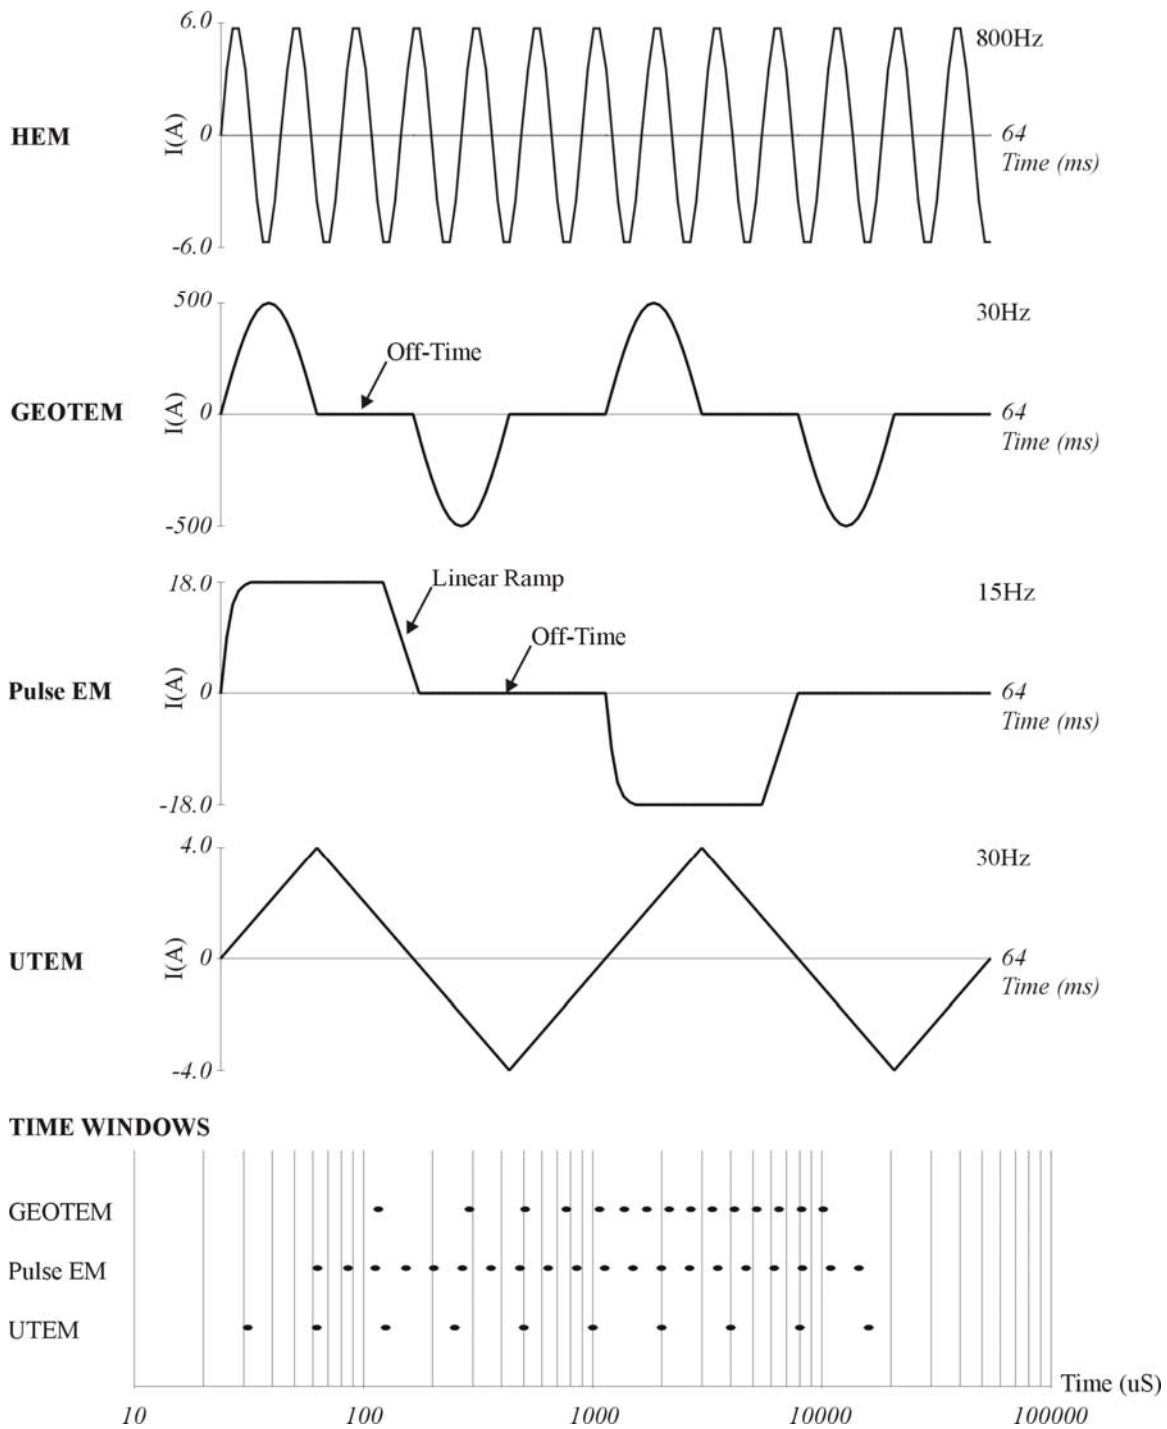 6.0
800Hz
HEM
I(A)
0
64
Time (ms)
-6.0
500
30Hz
Off-Time
GEOTEM
I(A)
0
64
Time (ms)
-500
18.0
Linear Ramp
15Hz
Off-Time
Pulse EM
I(A)
0
64
Time (ms)
-18.0
4.0
30Hz
UTEM
I(A)
0
64
Time (ms)
-4.0
TIME WINDOWS
GEOTEM
Pulse EM
UTEM
Time (uS)
10 100 1000 10000 100000